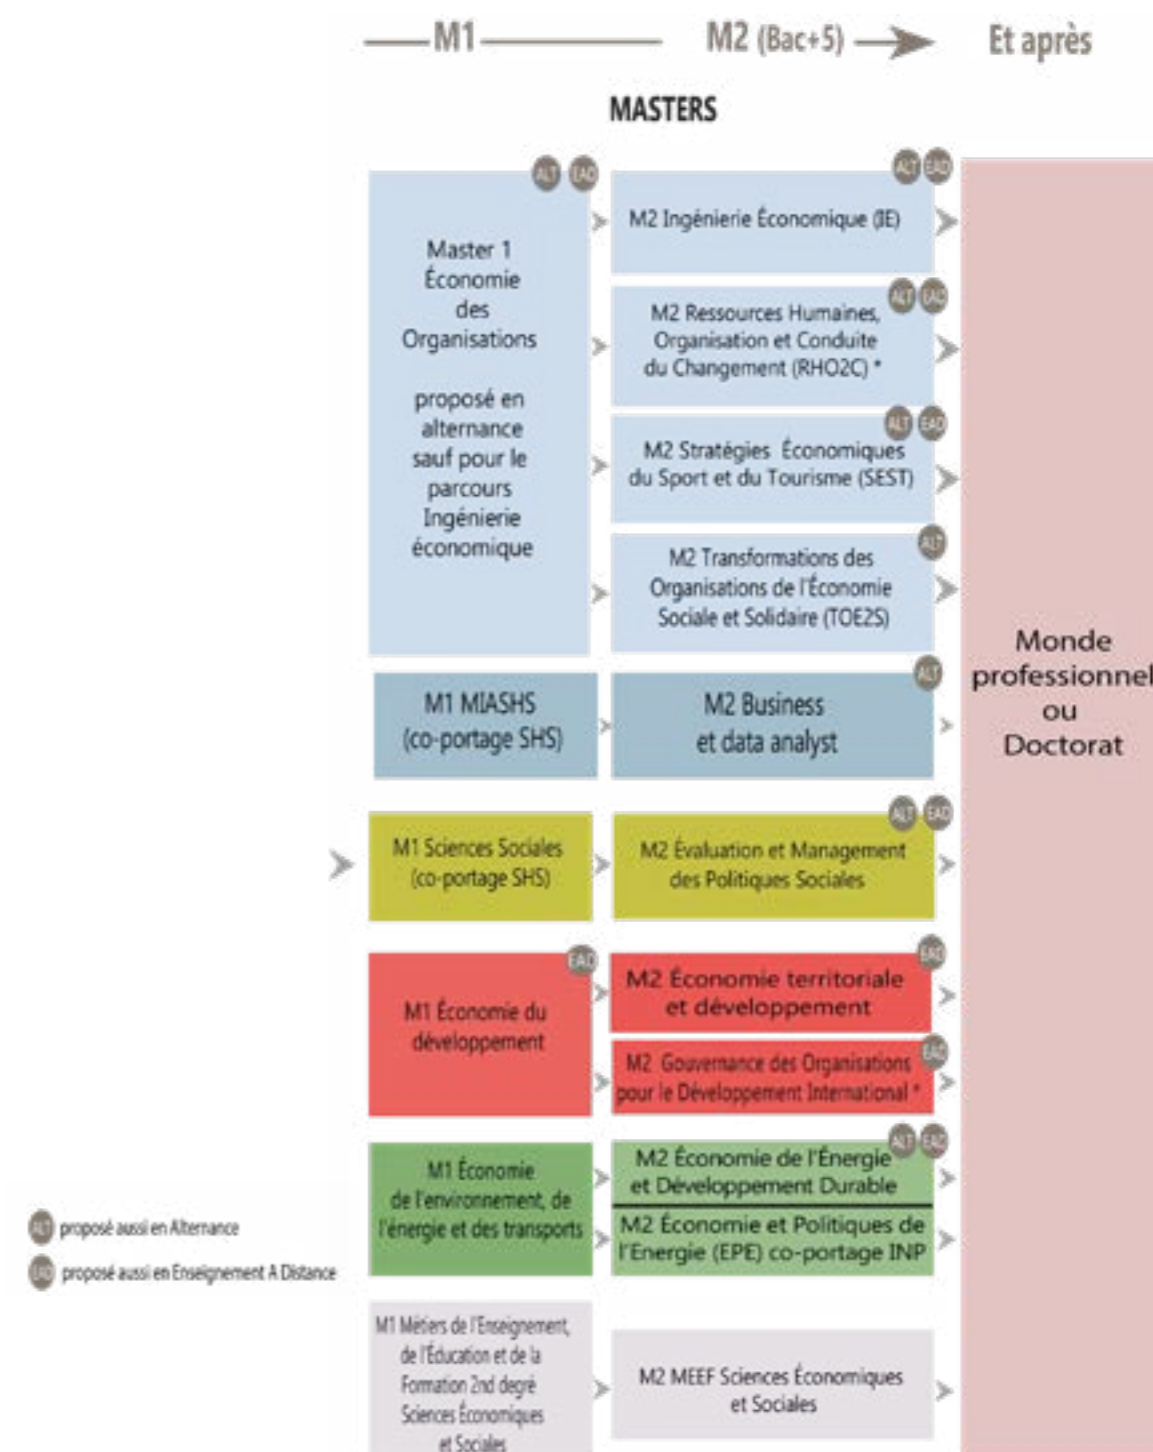 M1
M2 (Bac+5)
Et après
MASTERS
ALT EAD
Master 1
Économie
des
Organisations
proposé en
alternance
sauf pour le
parcours
Ingénierie
économique
ALT EAD
M2 Ingénierie Économique (IE)
ALT EAD
M2 Ressources Humaines,
Organisation et Conduite
du Changement (RHO2C) *
ALT EAD
M2 Stratégies Économiques
du Sport et du Tourisme (SEST)
ALT
M2 Transformations des
Organisations de l'Économie
Sociale et Solidaire (TOE2S)
M1 MIASHS
(co-portage SHS)
ALT
M2 Business
et data analyst
M1 Sciences Sociales
(co-portage SHS)
ALT EAD
M2 Évaluation et Management
des Politiques Sociales
EAD
M1 Économie du
développement
EAD
M2 Économie territoriale
et développement
EAD
M2 Gouvernance des Organisations
pour le Développement International *
M1 Économie
de l'environnement, de
l'énergie et des transports
ALT EAD
M2 Économie de l'Énergie
et Développement Durable
M2 Économie et Politiques de
l'Energie (EPE) co-portage INP
M1 Métiers de l'Enseignement,
de l'Éducation et de la
Formation 2nd degré
Sciences Économiques
et Sociales
M2 MEEF Sciences Économiques
et Sociales
Monde
professionnel
ou
Doctorat
ALT proposé aussi en Alternance
EAD proposé aussi en Enseignement A Distance